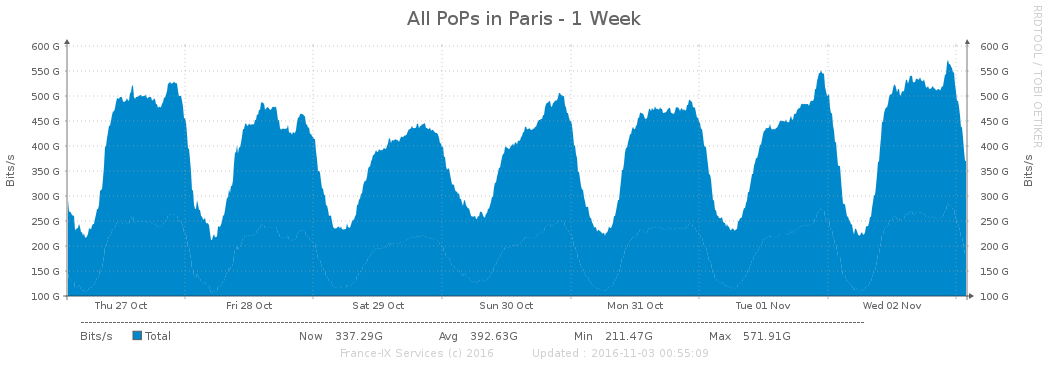 All PoPs in Paris - 1 Week
RRDTOOL / TOBI OETIKER
Bits/s
600 G 600 G
550 G 550 G
500 G 500 G
450 G 450 G
400 G 400 G
350 G 350 G
300 G 300 G
250 G 250 G
200 G 200 G
150 G 150 G
100 G 100 G
Bits/s
Thu 27 Oct Fri 28 Oct Sat 29 Oct Sun 30 Oct Mon 31 Oct Tue 01 Nov Wed 02 Nov
Bits/s Total Now 337.29G Avg 392.63G Min 211.47G Max 571.91G
France-IX Services (c) 2016 Updated : 2016-11-03 00:55:09